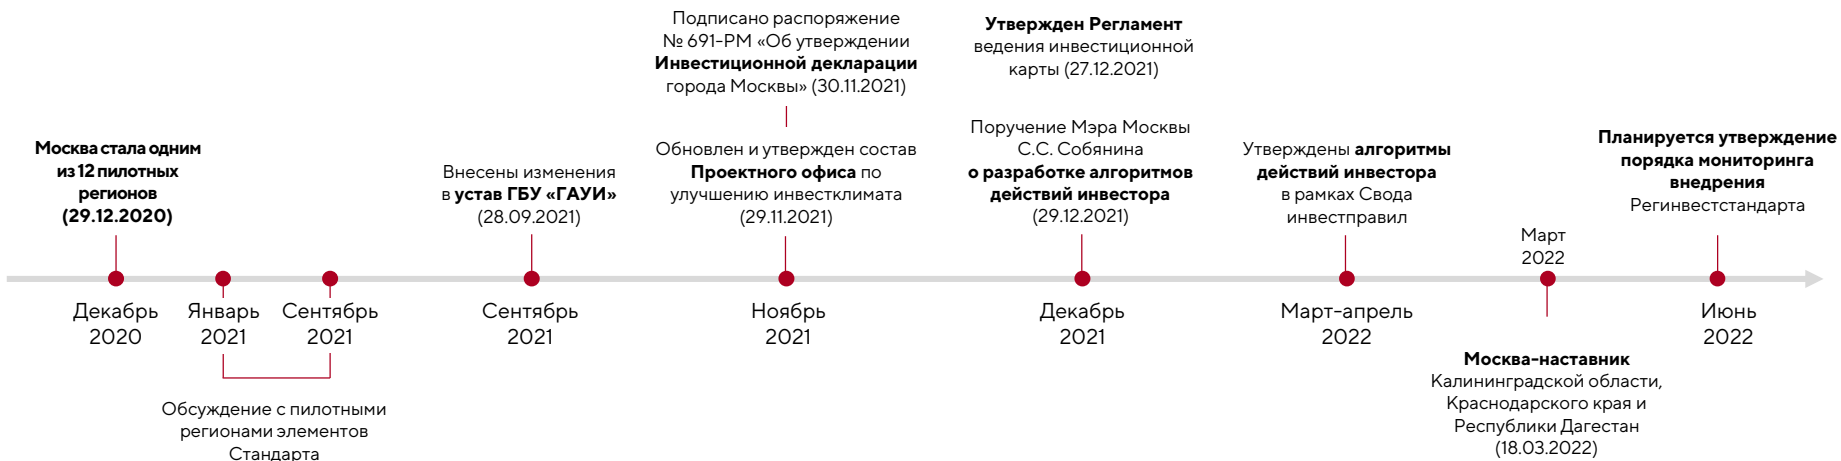 Москва стала одним
из 12 пилотных
регионов
(29.12.2020)
Декабрь
2020
Январь
2021
Сентябрь
2021
Обсуждение с пилотными
регионами элементов
Стандарта
Внесены изменения
в устав ГБУ «ГАУИ»
(28.09.2021)
Сентябрь
2021
Подписано распоряжение
№ 691-РМ «Об утверждении
Инвестиционной декларации
города Москвы» (30.11.2021)
Обновлен и утвержден состав
Проектного офиса по
улучшению инвестклимата
(29.11.2021)
Ноябрь
2021
Утвержден Регламент
ведения инвестиционной
карты (27.12.2021)
Поручение Мэра Москвы
С.С. Собянина
о разработке алгоритмов
действий инвестора
(29.12.2021)
Декабрь
2021
Утверждены алгоритмы
действий инвестора
в рамках Свода
инвестправил
Март-апрель
2022
Март
2022
Москва-наставник
Калининградской области,
Краснодарского края и
Республики Дагестан
(18.03.2022)
Планируется утверждение
порядка мониторинга
внедрения
Регинвестстандарта
Июнь
2022